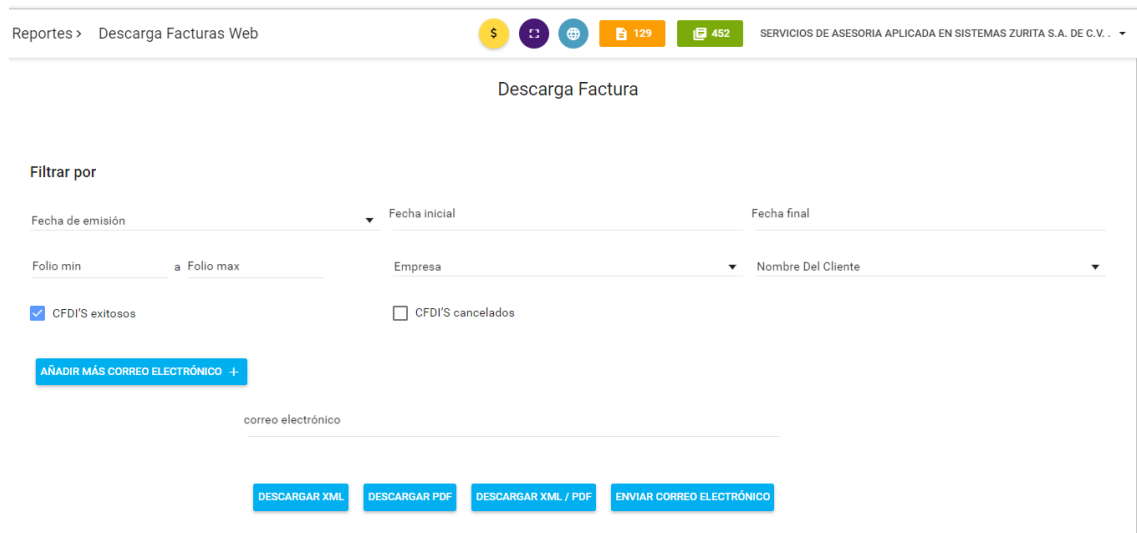 Reportes > Descarga Facturas Web $ 129 452 SERVICIOS DE ASESORIA APLICADA EN SISTEMAS ZURITA S.A. DE C.V. .
Descarga Factura
Filtrar por
Fecha de emisión Fecha inicial Fecha final
Folio min a Folio max Empresa Nombre Del Cliente
CFDI'S exitosos CFDI'S cancelados
AÑADIR MÁS CORREO ELECTRÓNICO +
correo electrónico
DESCARGAR XML DESCARGAR PDF DESCARGAR XML / PDF ENVIAR CORREO ELECTRÓNICO